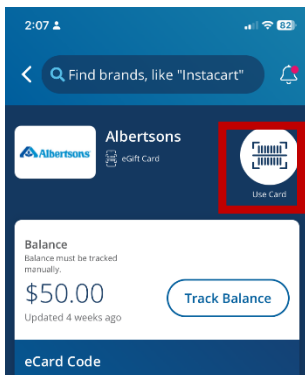 2:07
82
Find brands, like "Instacart"
Albertsons
Albertsons
eGift Card
Use Card
Balance
Balance must be tracked
manually.
$50.00
Track Balance
Updated 4 weeks ago
eCard Code